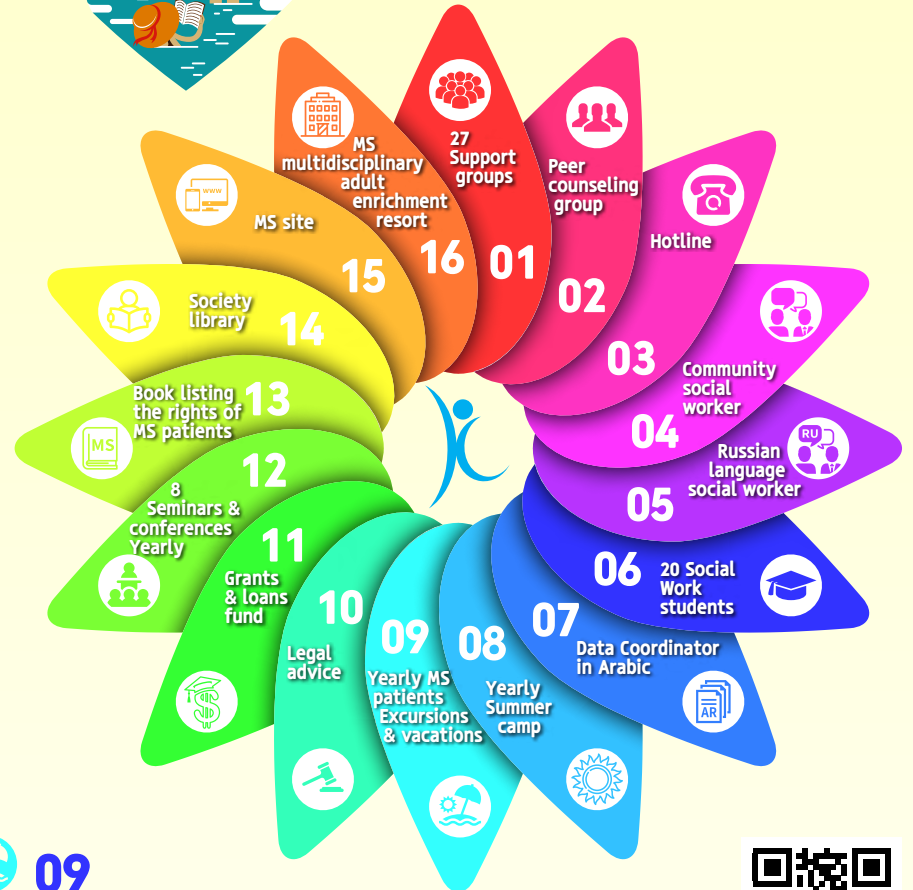 27
Support
groups
01
Peer
counseling
group
02
Hotline
03
Community
social
worker
04
RU
Russian
language
social worker
05
06
20 Social
Work
students
07
Data Coordinator
in Arabic
AR
08
Yearly
Summer
camp
09
Yearly MS
patients
Excursions
& vacations
10
Legal
advice
11
Grants
& loans
fund
12
8
Seminars &
conferences
Yearly
13
Book listing
the rights of
MS patients
MS
14
Society
library
15
MS site
www
16
MS
multidisciplinary
adult
enrichment
resort
09